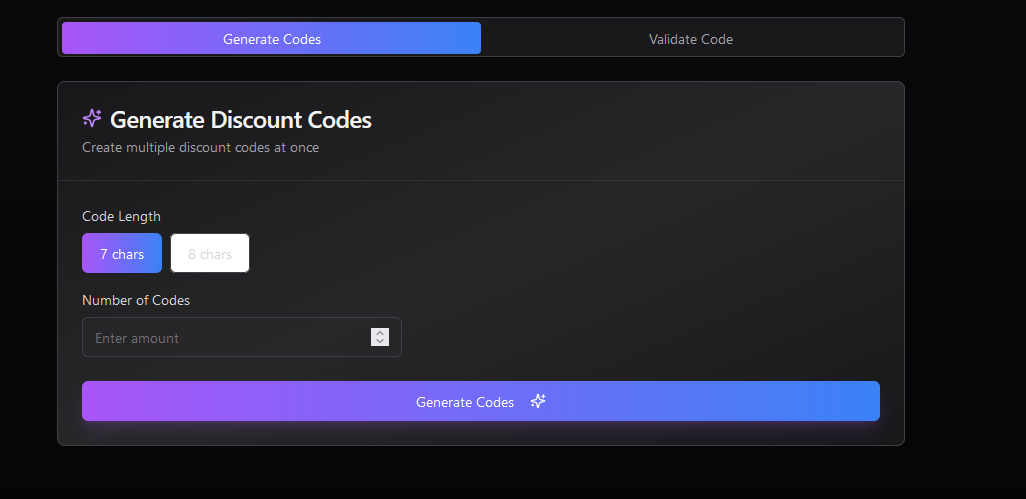 Generate Codes
Validate Code
Generate Discount Codes
Create multiple discount codes at once
Code Length
7 chars
8 chars
Number of Codes
Enter amount
Generate Codes